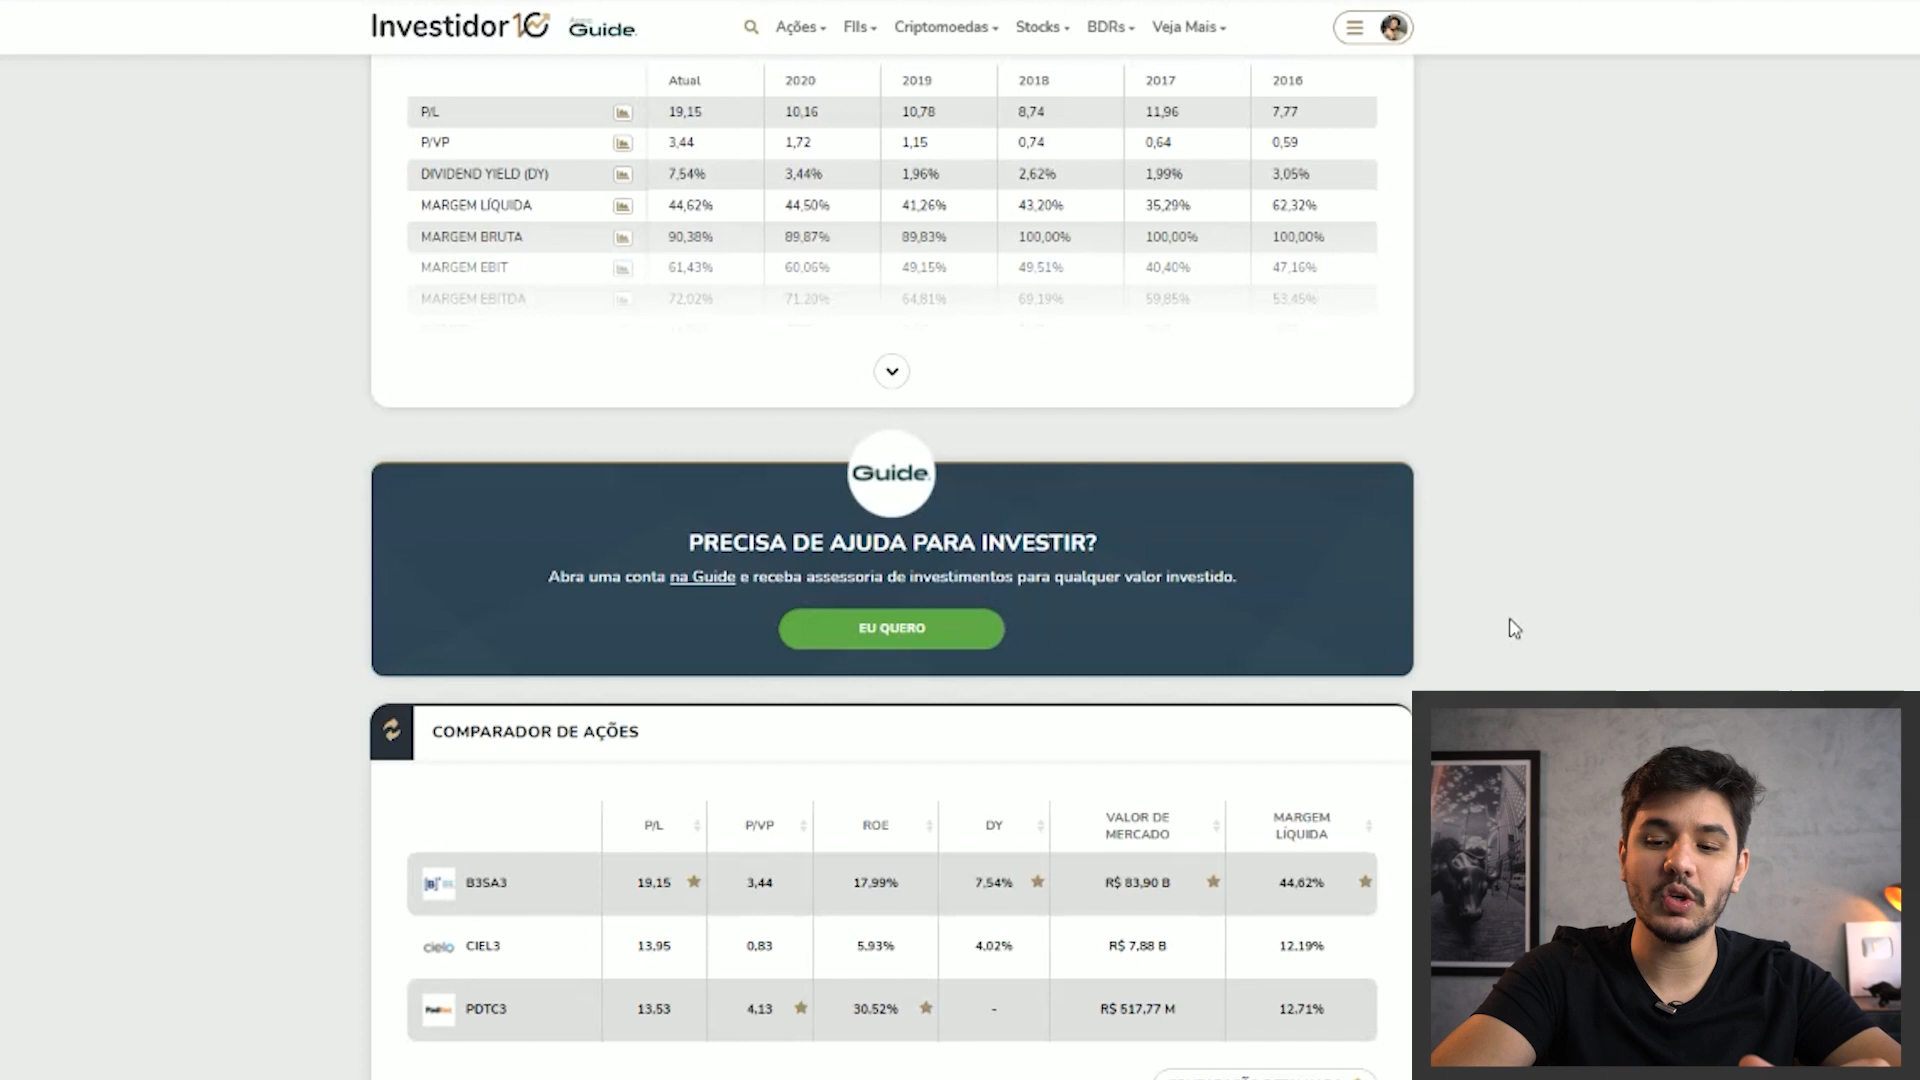 Investidor10 Guide. Ações FIIs Criptomoedas Stocks BDRs Veja Mais
Atual 2020 2019 2018 2017 2016
P/L 19,15 10,16 10,78 8,74 11,96 7,77
P/VP 3,44 1,72 1,15 0,74 0,64 0,59
DIVIDEND YIELD (DY) 7,54% 3,44% 1,96% 2,62% 1,99% 3,05%
MARGEM LÍQUIDA 44,62% 44,50% 41,26% 43,20% 35,29% 62,32%
MARGEM BRUTA 90,38% 89,87% 89,83% 100,00% 100,00% 100,00%
MARGEM EBIT 61,43% 60,06% 49,15% 49,51% 40,40% 47,16%
MARGEM EBITDA 72,02% 71,20% 64,81% 69,19% 59,85% 53,45%
Guide.
PRECISA DE AJUDA PARA INVESTIR?
Abra uma conta na Guide e receba assessoria de investimentos para qualquer valor investido.
EU QUERO
COMPARADOR DE AÇÕES
P/L P/VP ROE DY VALOR DE MERCADO MARGEM LÍQUIDA
B3SA3 19,15 3,44 17,99% 7,54% R$ 83,90 B 44,62%
cielo CIEL3 13,95 0,83 5,93% 4,02% R$ 7,88 B 12,19%
PDTC3 13,53 4,13 30,52% - R$ 517,77 M 12,71%